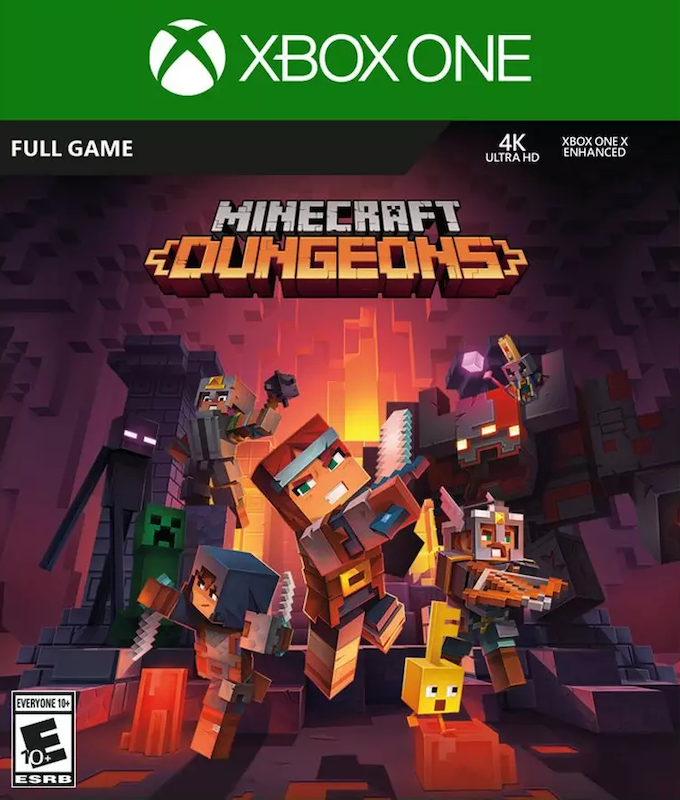 XBOX ONE
FULL GAME
4K
ULTRA HD
XBOX ONE X
ENHANCED
MINECRAFT
DUNGEONS
EVERYONE 10+
E
10+
ESRB